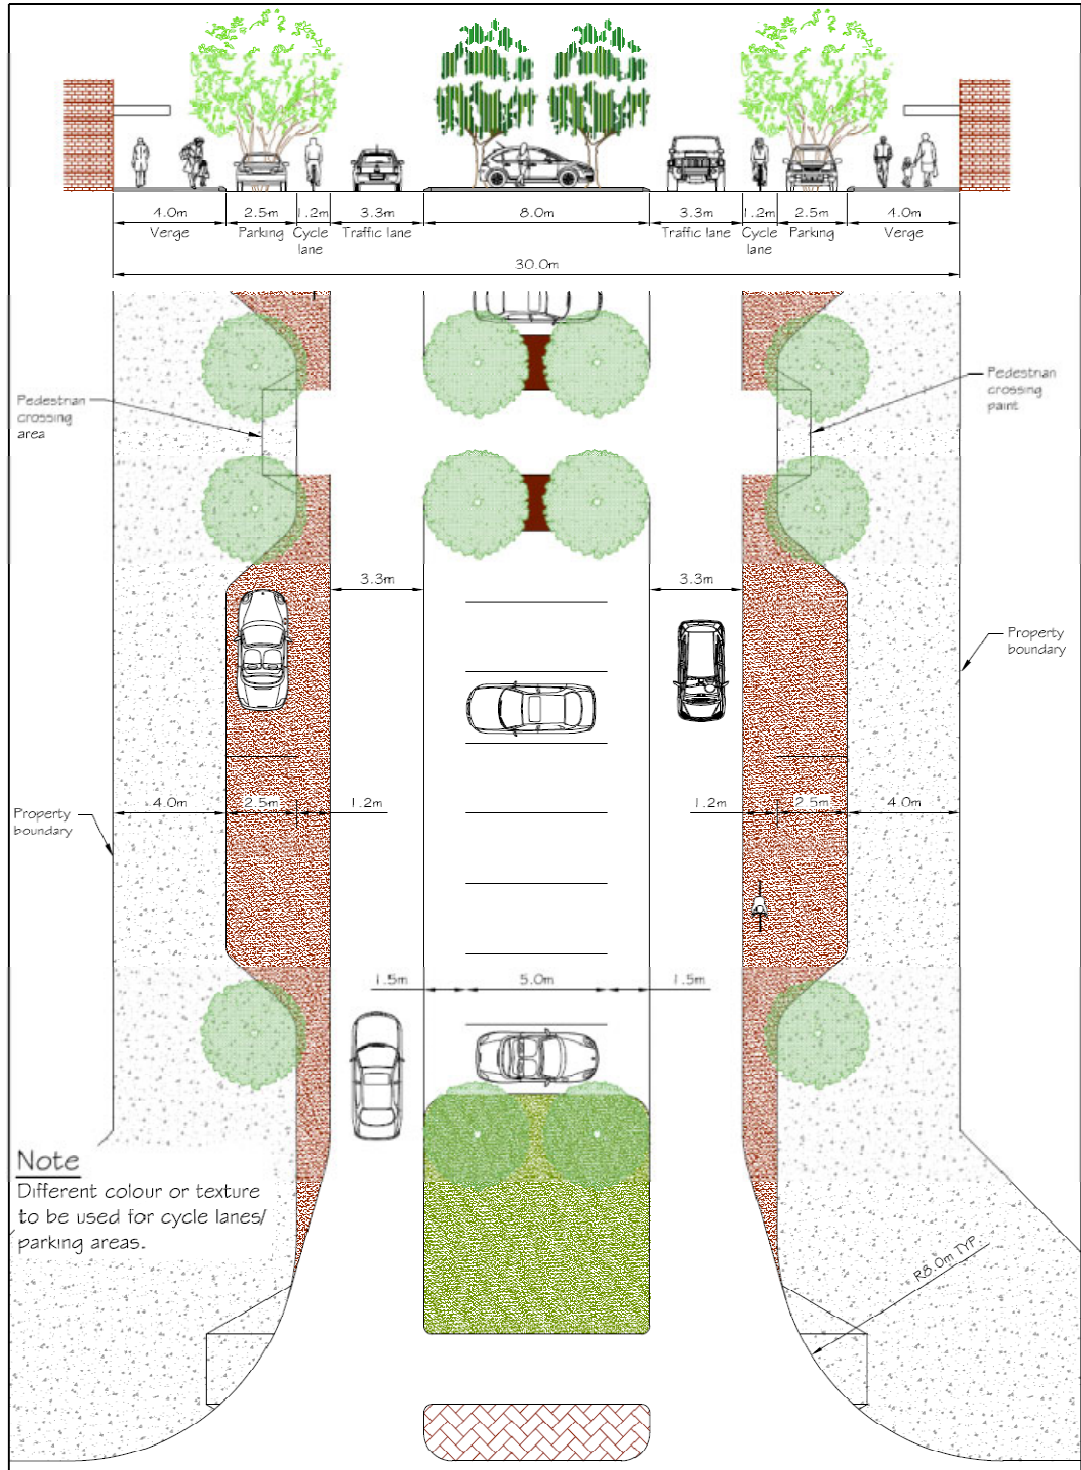 4.0m 2.5m 1.2m 3.3m 8.0m 3.3m 1.2m 2.5m 4.0m
Verge Parking Cycle lane Traffic lane Traffic lane Cycle lane Parking Verge
30.0m
Pedestrian
crossing
area
Pedestrian
crossing
paint
3.3m 3.3m
Property
boundary
4.0m 2.5m 1.2m 1.2m 2.5m 4.0m
Property
boundary
1.5m 5.0m 1.5m
Note
Different colour or texture
to be used for cycle lanes/
parking areas.
R8.0m TYP.